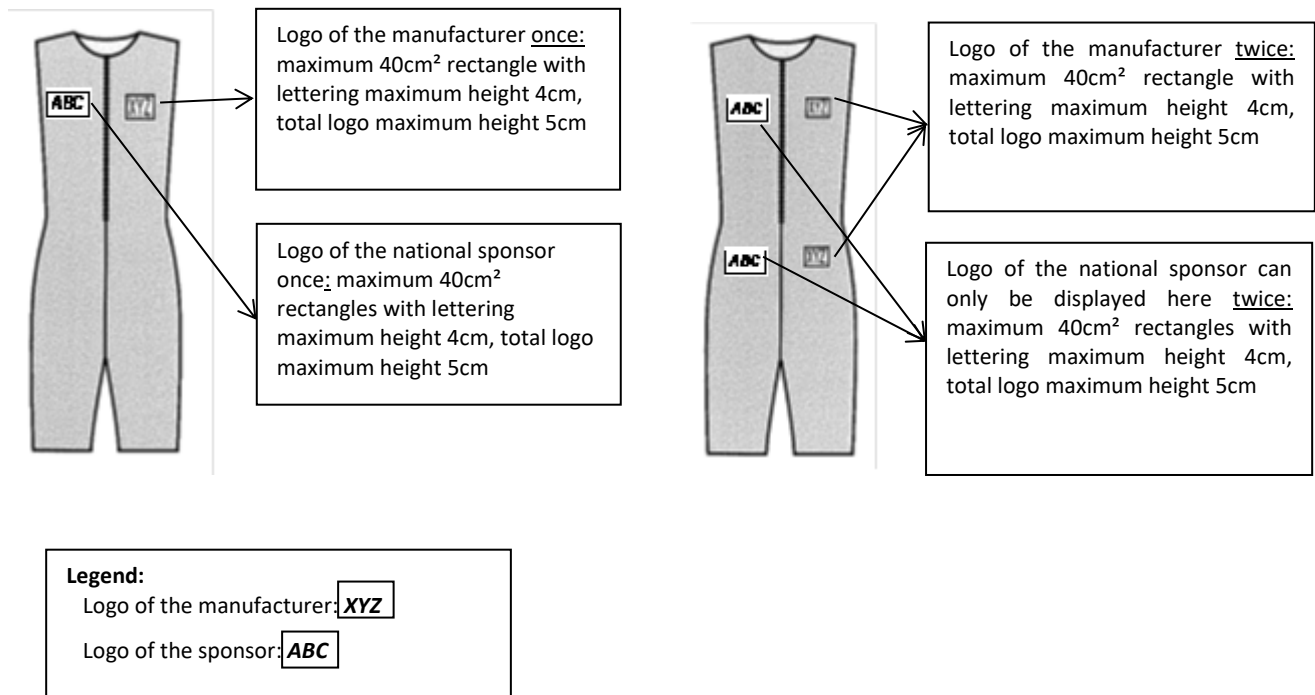 Logo of the manufacturer once:
maximum 40cm² rectangle with
lettering maximum height 4cm,
total logo maximum height 5cm
ABC
XYZ
Logo of the national sponsor
once: maximum 40cm²
rectangles with lettering
maximum height 4cm, total logo
maximum height 5cm
Logo of the manufacturer twice:
maximum 40cm² rectangle with
lettering maximum height 4cm,
total logo maximum height 5cm
ABC
XYZ
ABC
XYZ
Logo of the national sponsor can
only be displayed here twice:
maximum 40cm² rectangles with
lettering maximum height 4cm,
total logo maximum height 5cm
Legend:
Logo of the manufacturer: XYZ
Logo of the sponsor: ABC